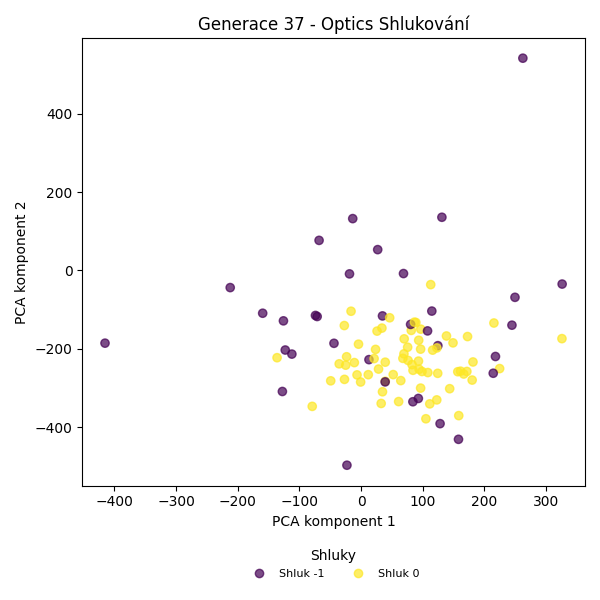 Generace 37 - Optics Shlukování
400
200
0
−200
−400
PCA komponent 2
−400 −300 −200 −100 0 100 200 300
PCA komponent 1
Shluky
Shluk -1 Shluk 0